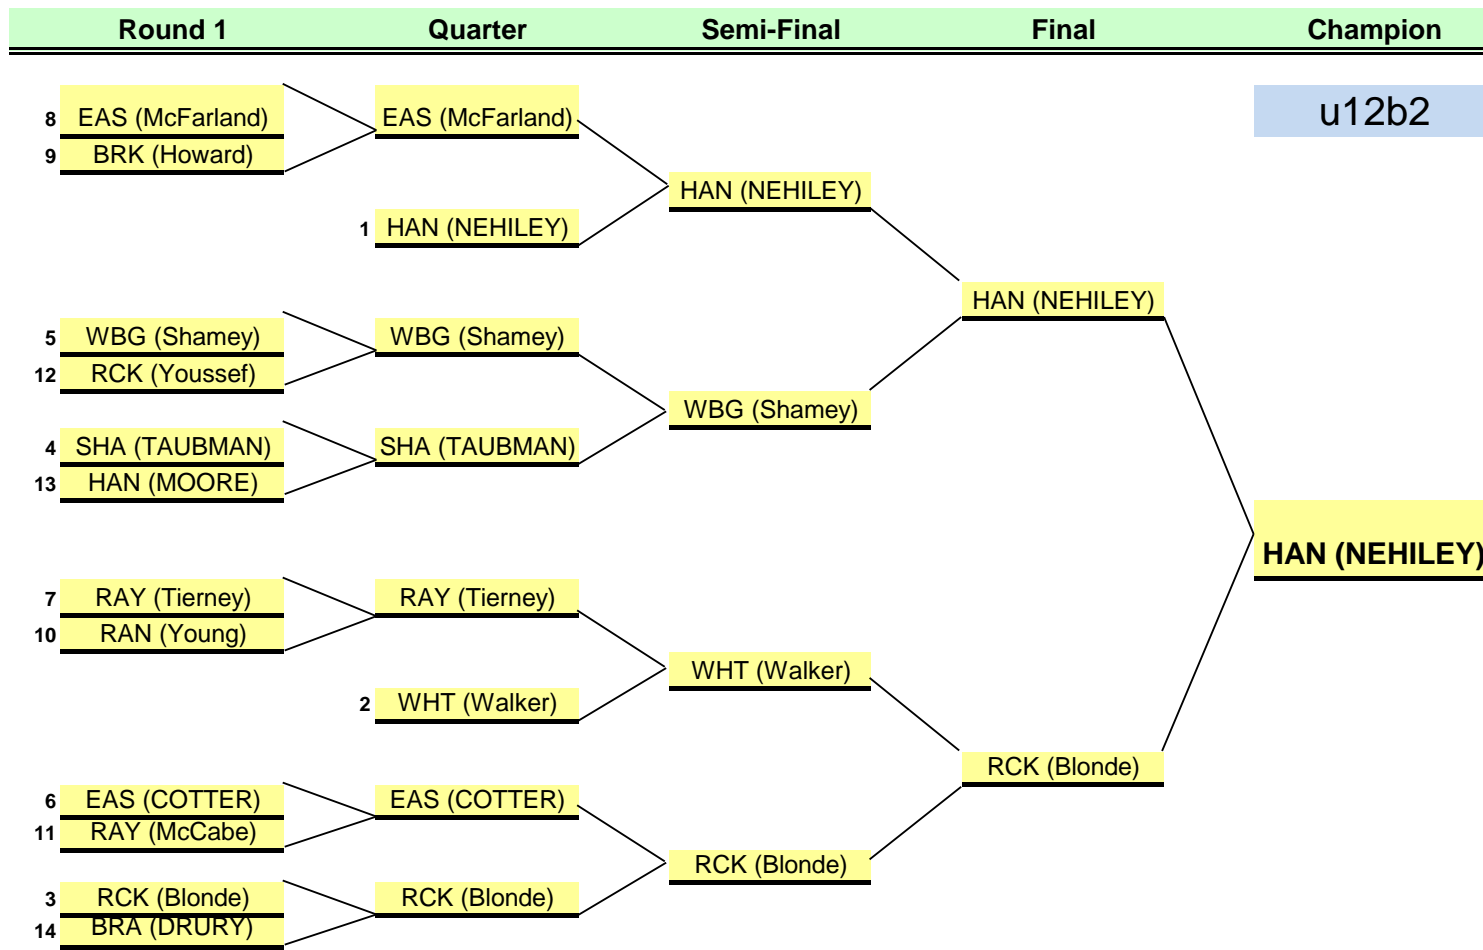 Round 1 Quarter Semi-Final Final Champion
u12b2
8 EAS (McFarland) EAS (McFarland)
9 BRK (Howard)
HAN (NEHILEY)
1 HAN (NEHILEY)
HAN (NEHILEY)
5 WBG (Shamey) WBG (Shamey)
12 RCK (Youssef)
WBG (Shamey)
4 SHA (TAUBMAN) SHA (TAUBMAN)
13 HAN (MOORE)
HAN (NEHILEY)
7 RAY (Tierney) RAY (Tierney)
10 RAN (Young)
WHT (Walker)
2 WHT (Walker)
RCK (Blonde)
6 EAS (COTTER) EAS (COTTER)
11 RAY (McCabe)
RCK (Blonde)
3 RCK (Blonde) RCK (Blonde)
14 BRA (DRURY)